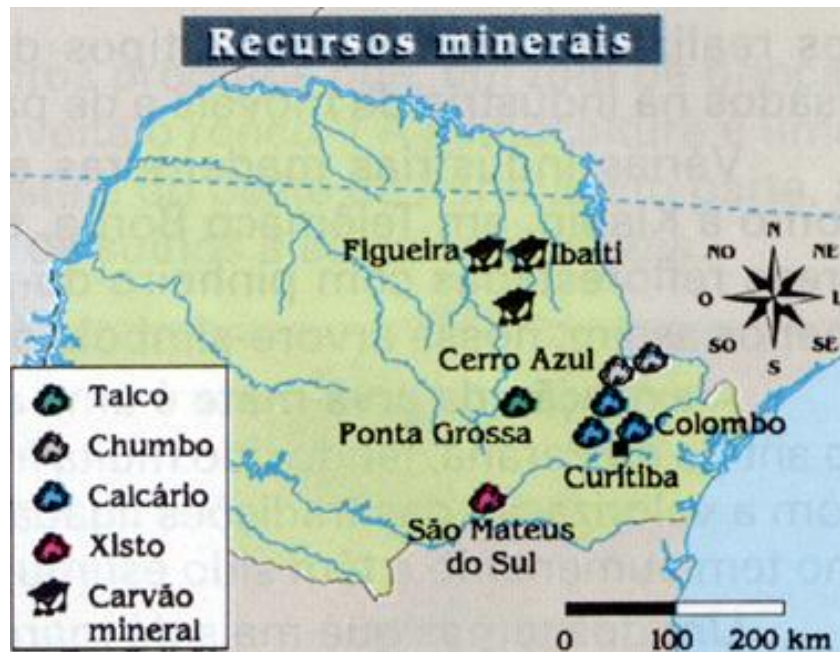 Recursos minerais
Figueira
Ibaiti
Cerro Azul
Ponta Grossa
Colombo
Curitiba
São Mateus
do Sul
N
NO
NE
O
L
SO
SE
S
Talco
Chumbo
Calcário
Xisto
Carvão
mineral
0 100 200 km